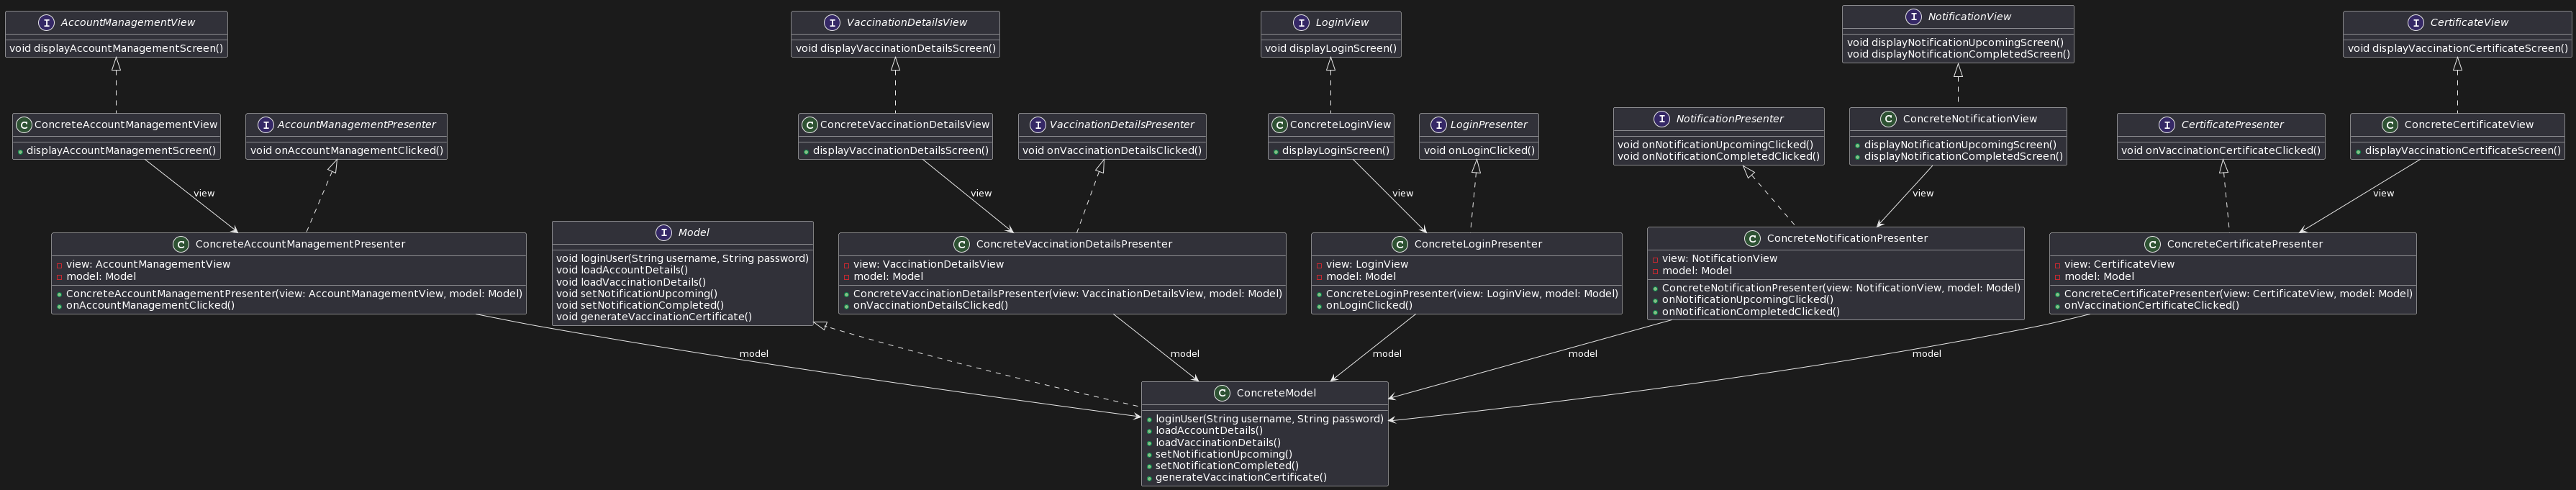 AccountManagementView
void displayAccountManagementScreen()
VaccinationDetailsView
void displayVaccinationDetailsScreen()
LoginView
void displayLoginScreen()
NotificationView
void displayNotificationUpcomingScreen()
void displayNotificationCompletedScreen()
CertificateView
void displayVaccinationCertificateScreen()
ConcreteAccountManagementView
displayAccountManagementScreen()
AccountManagementPresenter
void onAccountManagementClicked()
ConcreteVaccinationDetailsView
displayVaccinationDetailsScreen()
VaccinationDetailsPresenter
void onVaccinationDetailsClicked()
ConcreteLoginView
displayLoginScreen()
LoginPresenter
void onLoginClicked()
NotificationPresenter
void onNotificationUpcomingClicked()
void onNotificationCompletedClicked()
ConcreteNotificationView
displayNotificationUpcomingScreen()
displayNotificationCompletedScreen()
CertificatePresenter
void onVaccinationCertificateClicked()
ConcreteCertificateView
displayVaccinationCertificateScreen()
view
view
view
view
view
ConcreteAccountManagementPresenter
view: AccountManagementView
model: Model
ConcreteAccountManagementPresenter(view: AccountManagementView, model: Model)
onAccountManagementClicked()
Model
void loginUser(String username, String password)
void loadAccountDetails()
void loadVaccinationDetails()
void setNotificationUpcoming()
void setNotificationCompleted()
void generateVaccinationCertificate()
ConcreteVaccinationDetailsPresenter
view: VaccinationDetailsView
model: Model
ConcreteVaccinationDetailsPresenter(view: VaccinationDetailsView, model: Model)
onVaccinationDetailsClicked()
ConcreteLoginPresenter
view: LoginView
model: Model
ConcreteLoginPresenter(view: LoginView, model: Model)
onLoginClicked()
ConcreteNotificationPresenter
view: NotificationView
model: Model
ConcreteNotificationPresenter(view: NotificationView, model: Model)
onNotificationUpcomingClicked()
onNotificationCompletedClicked()
ConcreteCertificatePresenter
view: CertificateView
model: Model
ConcreteCertificatePresenter(view: CertificateView, model: Model)
onVaccinationCertificateClicked()
model
model
model
model
model
ConcreteModel
loginUser(String username, String password)
loadAccountDetails()
loadVaccinationDetails()
setNotificationUpcoming()
setNotificationCompleted()
generateVaccinationCertificate()